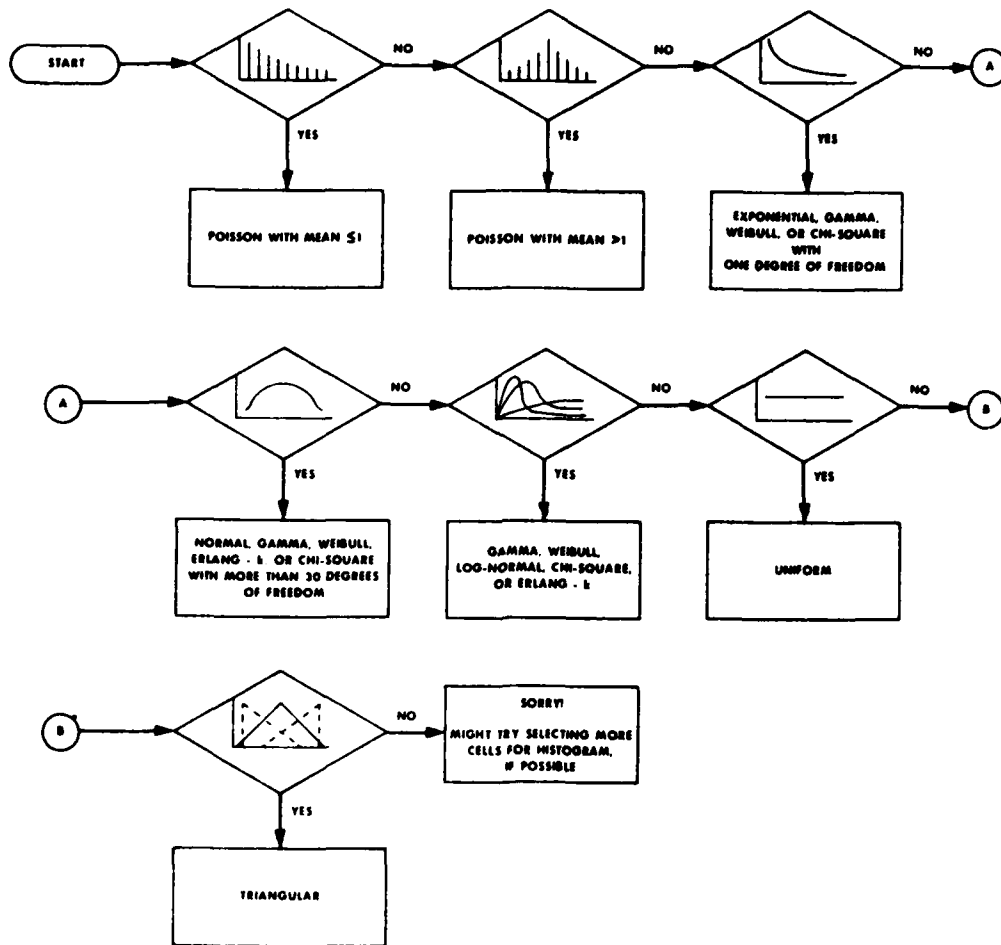 START
NO
NO
NO
A
YES
YES
YES
POISSON WITH MEAN ≤1
POISSON WITH MEAN >1
EXPONENTIAL, GAMMA,
WEIBULL, OR CHI-SQUARE
WITH
ONE DEGREE OF FREEDOM
A
NO
NO
NO
B
YES
YES
YES
NORMAL, GAMMA, WEIBULL,
ERLANG - k OR CHI-SQUARE
WITH MORE THAN 30 DEGREES
OF FREEDOM
GAMMA, WEIBULL,
LOG-NORMAL, CHI-SQUARE,
OR ERLANG - k
UNIFORM
B
NO
SORRY!
MIGHT TRY SELECTING MORE
CELLS FOR HISTOGRAM,
IF POSSIBLE
YES
TRIANGULAR